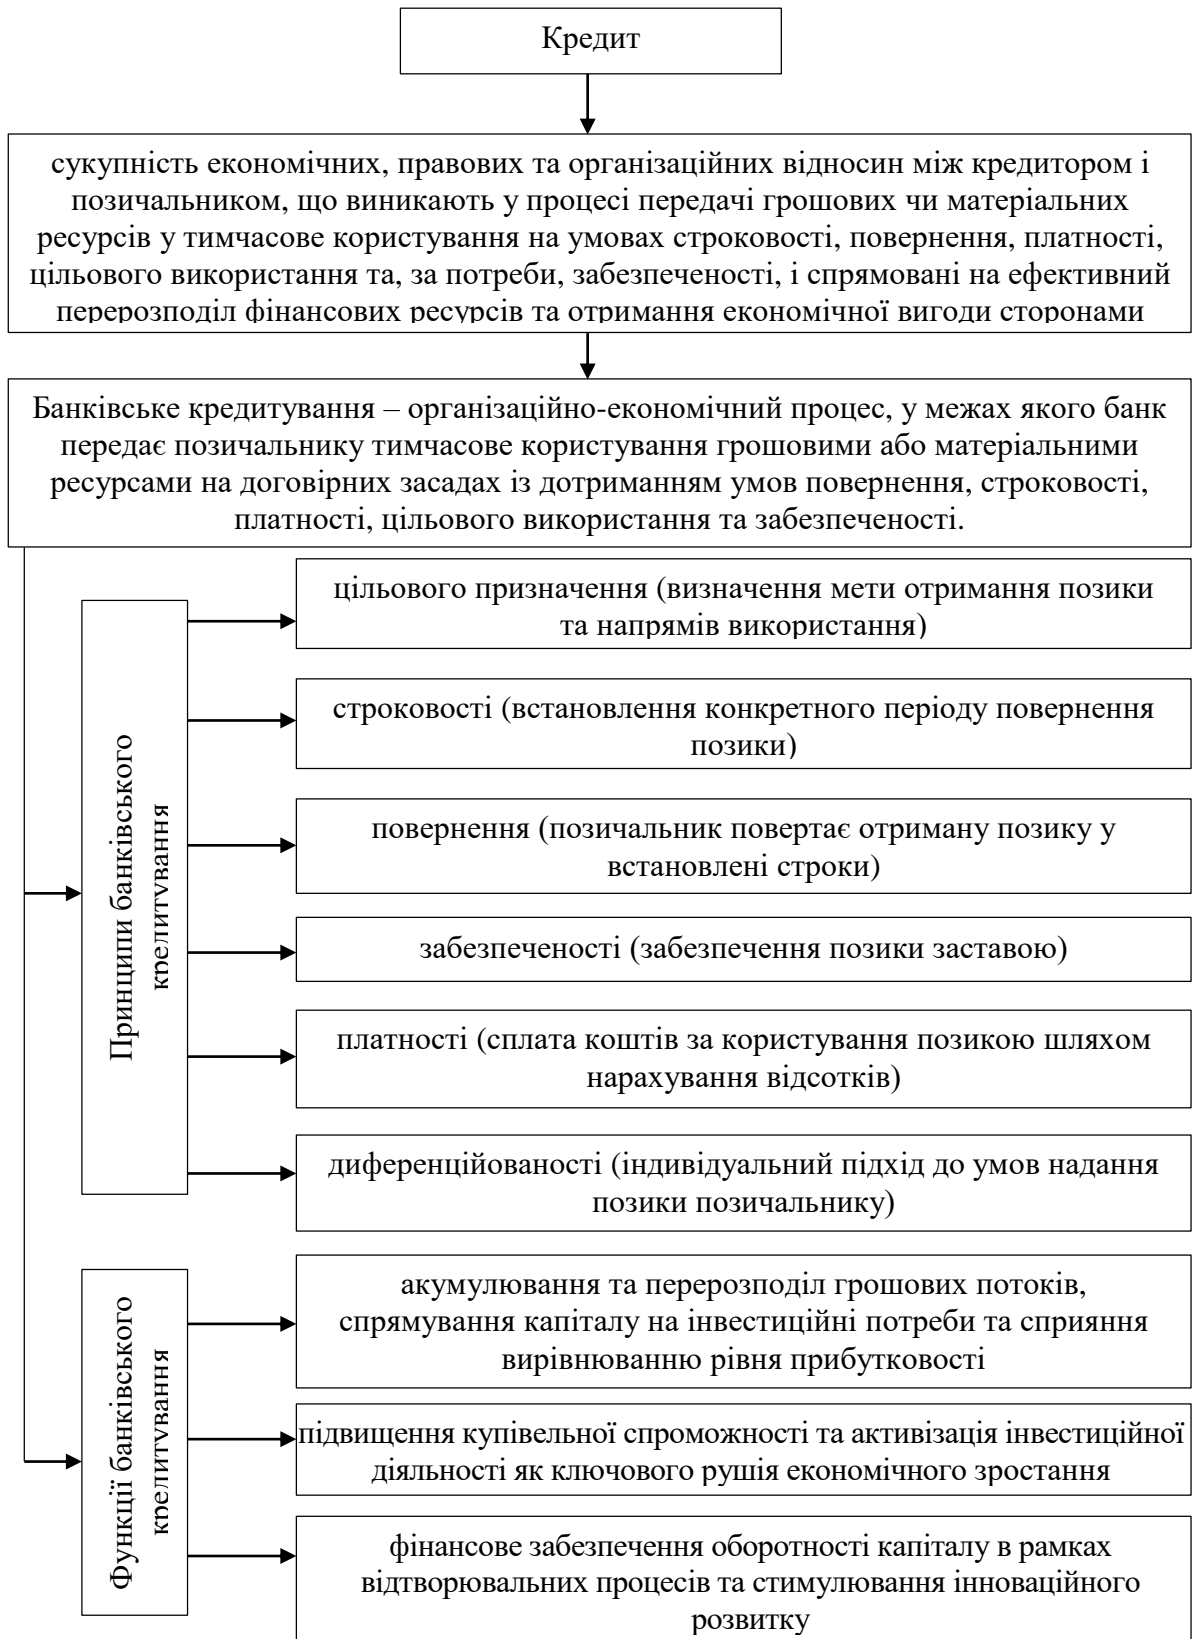 Кредит
сукупність економічних, правових та організаційних відносин між кредитором і
позичальником, що виникають у процесі передачі грошових чи матеріальних
ресурсів у тимчасове користування на умовах строковості, повернення, платності,
цільового використання та, за потреби, забезпеченості, і спрямовані на ефективний
перерозподіл фінансових ресурсів та отримання економічної вигоди сторонами
Банківське кредитування – організаційно-економічний процес, у межах якого банк
передає позичальнику тимчасове користування грошовими або матеріальними
ресурсами на договірних засадах із дотриманням умов повернення, строковості,
платності, цільового використання та забезпеченості.
Принципи банківського
кредитування
цільового призначення (визначення мети отримання позики
та напрямів використання)
строковості (встановлення конкретного періоду повернення
позики)
повернення (позичальник повертає отриману позику у
встановлені строки)
забезпеченості (забезпечення позики заставою)
платності (сплата коштів за користування позикою шляхом
нарахування відсотків)
диференційованості (індивідуальний підхід до умов надання
позики позичальнику)
Функції банківського
кредитування
акумулювання та перерозподіл грошових потоків,
спрямування капіталу на інвестиційні потреби та сприяння
вирівнюванню рівня прибутковості
підвищення купівельної спроможності та активізація інвестиційної
діяльності як ключового рушія економічного зростання
фінансове забезпечення оборотності капіталу в рамках
відтворювальних процесів та стимулювання інноваційного
розвитку